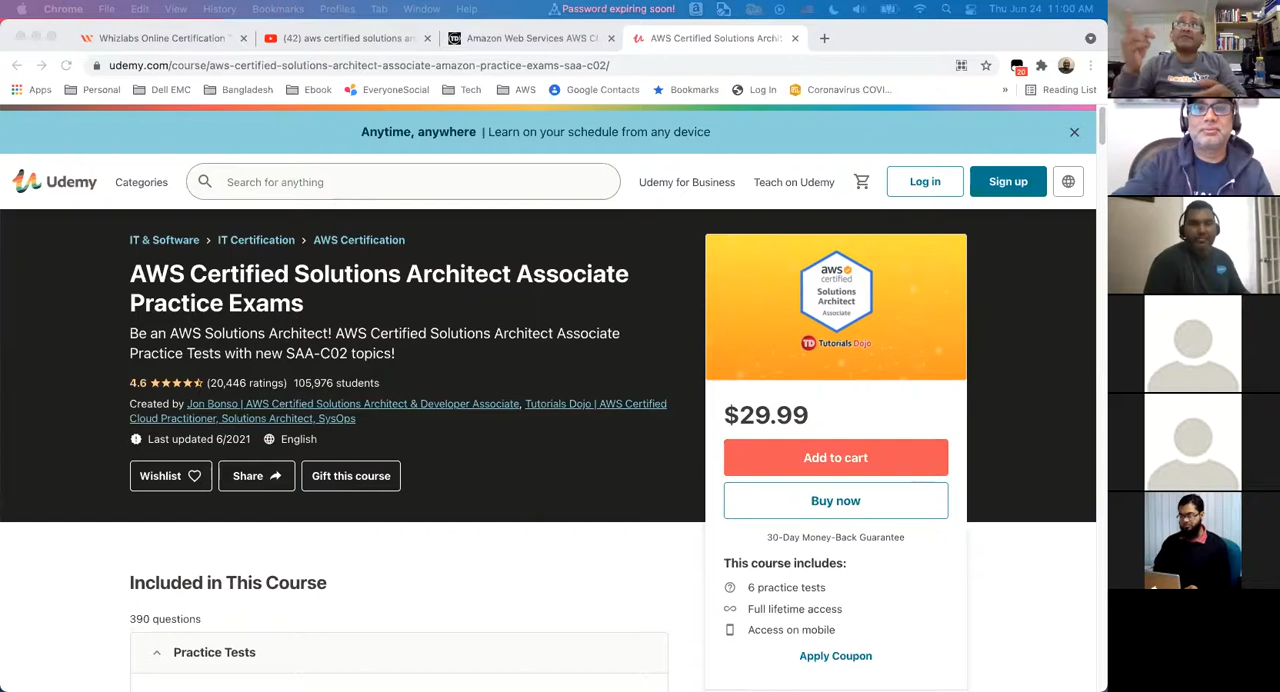 Chrome File Edit View History Bookmarks Profiles Tab Window Help Password expiring soon! Thu Jun 24 11:00 AM
Whizlabs Online Certification T
(42) aws certified solutions ar
Amazon Web Services AWS C
AWS Certified Solutions Archit
udemy.com/course/aws-certified-solutions-architect-associate-amazon-practice-exams-saa-c02/
20
Apps Personal Dell EMC Bangladesh Ebook EveryoneSocial Tech AWS Google Contacts Bookmarks Log In Coronavirus COVI... » Reading List
Anytime, anywhere | Learn on your schedule from any device
Udemy Categories Search for anything Udemy for Business Teach on Udemy Log in Sign up
IT & Software > IT Certification > AWS Certification
AWS Certified Solutions Architect Associate
Practice Exams
Be an AWS Solutions Architect! AWS Certified Solutions Architect Associate
Practice Tests with new SAA-C02 topics!
4.6 (20,446 ratings) 105,976 students
Created by Jon Bonso | AWS Certified Solutions Architect & Developer Associate, Tutorials Dojo | AWS Certified
Cloud Practitioner, Solutions Architect, SysOps
Last updated 6/2021 English
Wishlist Share Gift this course
aws
certified
Solutions
Architect
Associate
TD Tutorials Dojo
$29.99
Add to cart
Buy now
30-Day Money-Back Guarantee
This course includes:
6 practice tests
Full lifetime access
Access on mobile
Apply Coupon
Included in This Course
390 questions
Practice Tests